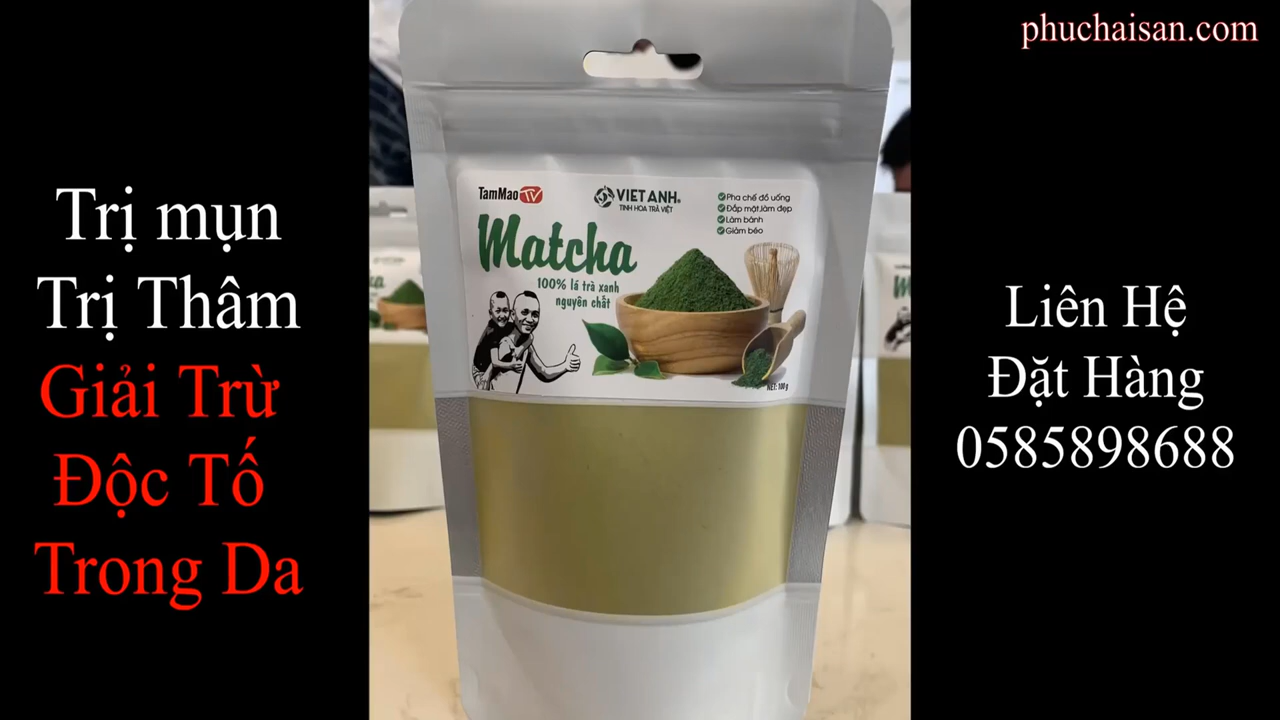 phuchaisan.com
Trị mụn
Trị Thâm
Giải Trừ
Độc Tố
Trong Da
TamMao TV
VIET ANH®
TINH HOA TRÀ VIỆT
Pha chế đồ uống
Đắp mặt,làm đẹp
Làm bánh
Giảm béo
Matcha
100% lá trà xanh
nguyên chất
NET: 100g
Liên Hệ
Đặt Hàng
0585898688